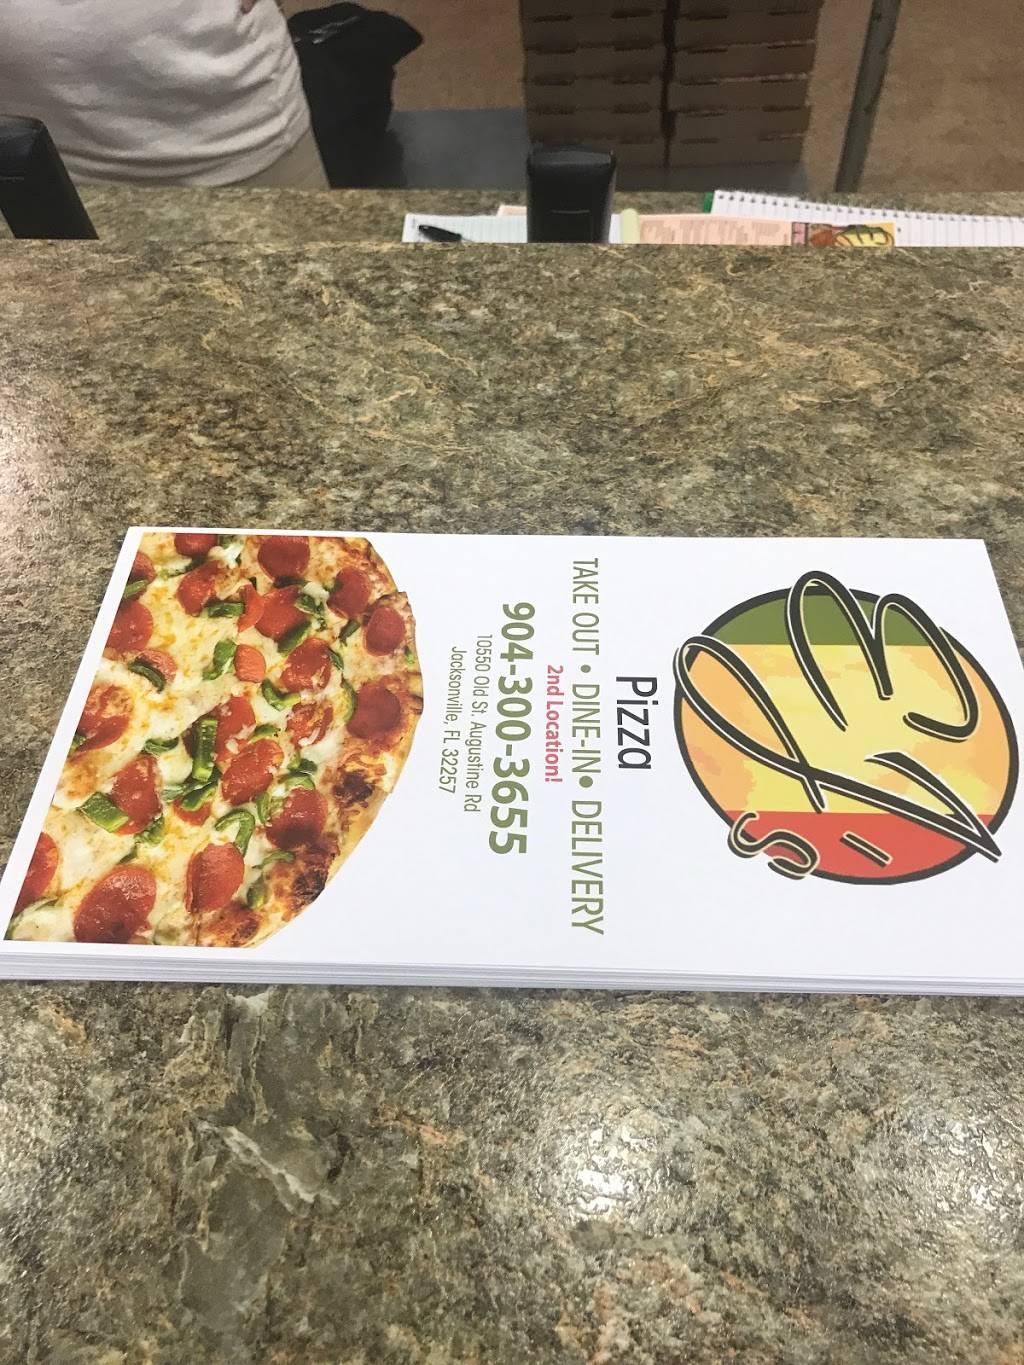 Pizza
TAKE OUT • DINE-IN • DELIVERY
2nd Location!
904-300-3655
10550 Old St. Augustine Rd
Jacksonville, FL 32257